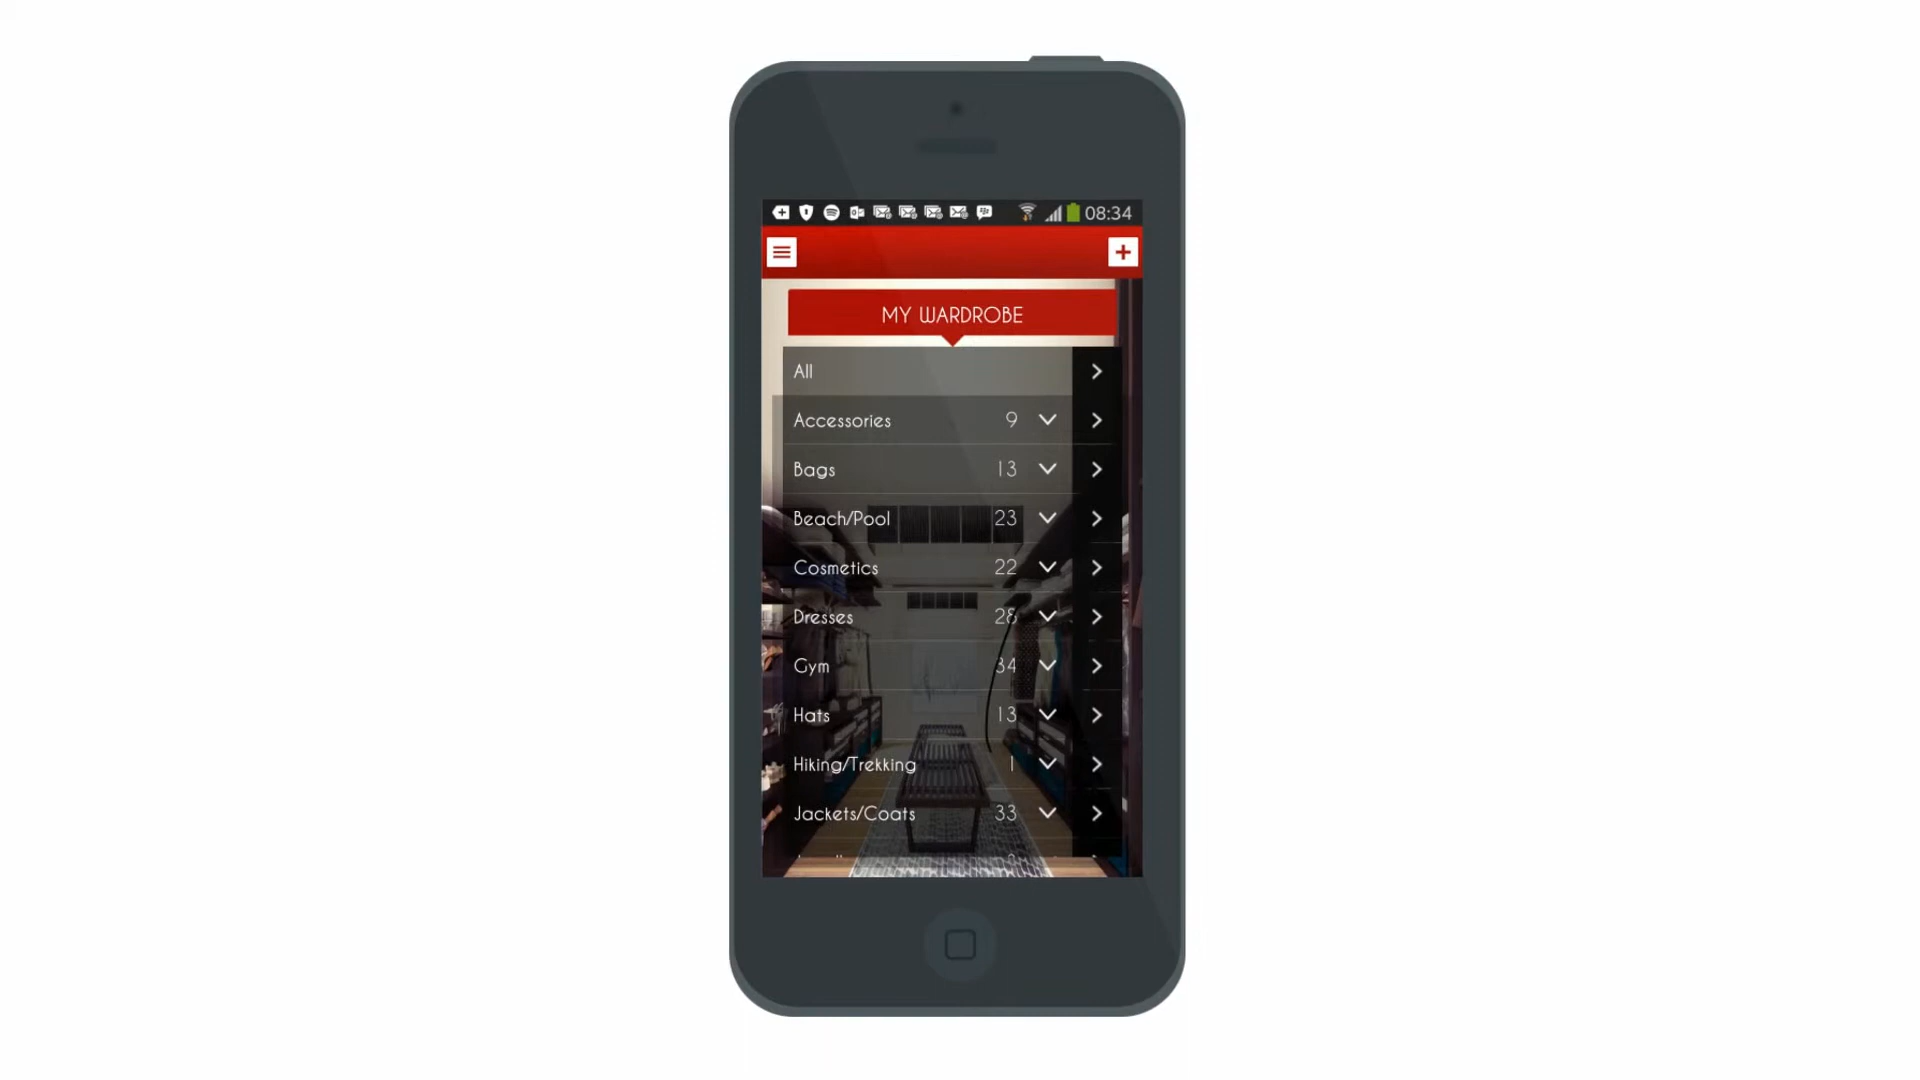 08:34
MY WARDROBE
All
Accessories 9
Bags 13
Beach/Pool 23
Cosmetics 22
Dresses 28
Gym 34
Hats 13
Hiking/Trekking 1
Jackets/Coats 33